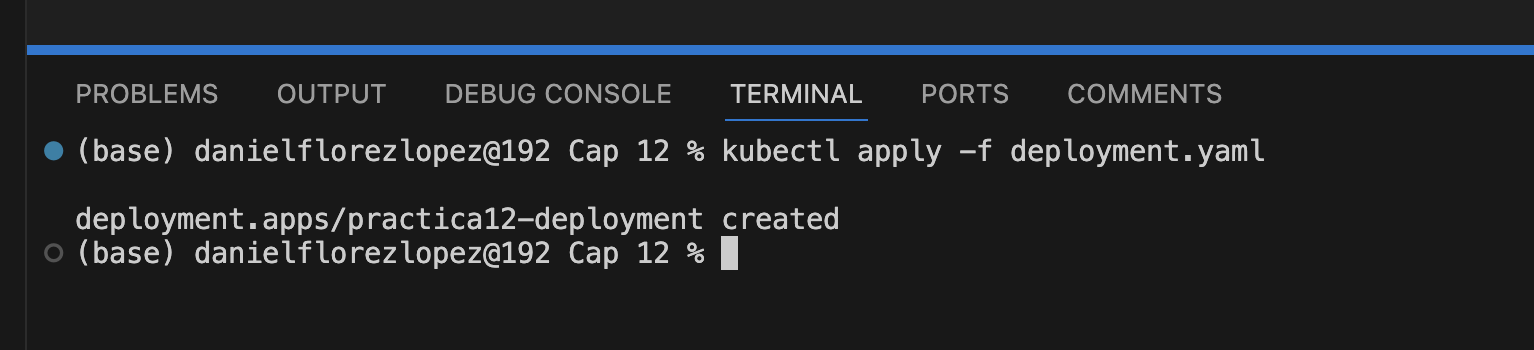 PROBLEMS OUTPUT DEBUG CONSOLE TERMINAL PORTS COMMENTS
(base) danielflorezlopez@192 Cap 12 % kubectl apply -f deployment.yaml
deployment.apps/practica12-deployment created
(base) danielflorezlopez@192 Cap 12 %